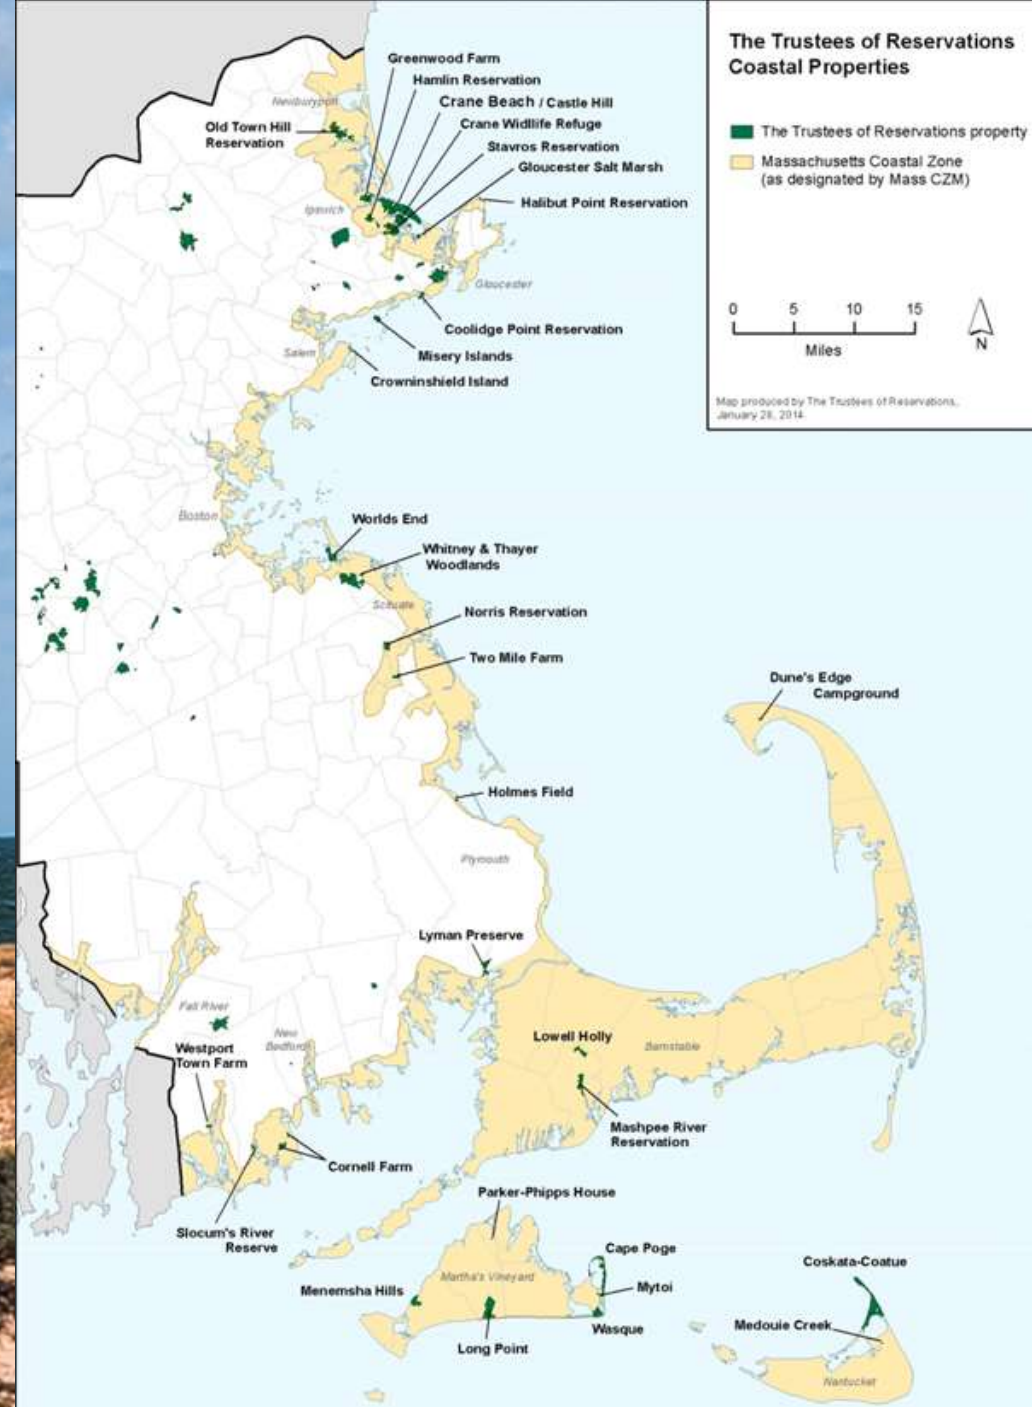 The Trustees of Reservations
Coastal Properties
The Trustees of Reservations property
Massachusetts Coastal Zone
(as designated by Mass CZM)
0 5 10 15
Miles
N
Map produced by The Trustees of Reservations,
January 28, 2014.
Greenwood Farm
Hamlin Reservation
Crane Beach / Castle Hill
Crane Widllife Refuge
Stavros Reservation
Gloucester Salt Marsh
Halibut Point Reservation
Newburyport
Old Town Hill
Reservation
Ipswich
Gloucester
Coolidge Point Reservation
Misery Islands
Salem
Crowninshield Island
Boston
Worlds End
Whitney & Thayer
Woodlands
Scituate
Norris Reservation
Two Mile Farm
Dune's Edge
Campground
Holmes Field
Plymouth
Lyman Preserve
Fall River
New
Bedford
Westport
Town Farm
Lowell Holly
Barnstable
Mashpee River
Reservation
Cornell Farm
Slocum's River
Reserve
Parker-Phipps House
Cape Poge
Martha's Vineyard
Mytoi
Menemsha Hills
Wasque
Long Point
Coskata-Coatue
Medouie Creek
Nantucket